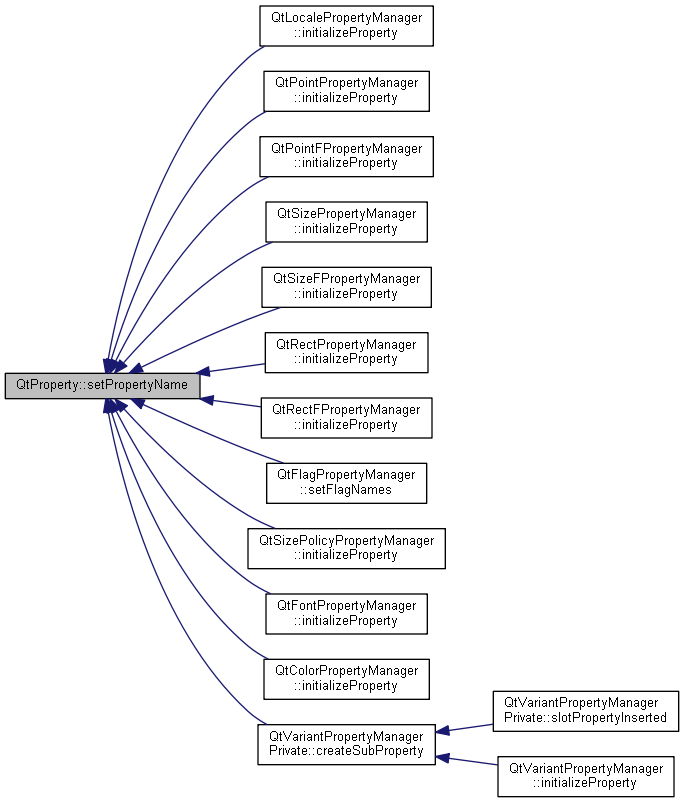 QtLocalePropertyManager
::initializeProperty
QtPointPropertyManager
::initializeProperty
QtPointFPropertyManager
::initializeProperty
QtSizePropertyManager
::initializeProperty
QtSizeFPropertyManager
::initializeProperty
QtRectPropertyManager
::initializeProperty
QtProperty::setPropertyName
QtRectFPropertyManager
::initializeProperty
QtFlagPropertyManager
::setFlagNames
QtSizePolicyPropertyManager
::initializeProperty
QtFontPropertyManager
::initializeProperty
QtColorPropertyManager
::initializeProperty
QtVariantPropertyManager
Private::createSubProperty
QtVariantPropertyManager
Private::slotPropertyInserted
QtVariantPropertyManager
::initializeProperty